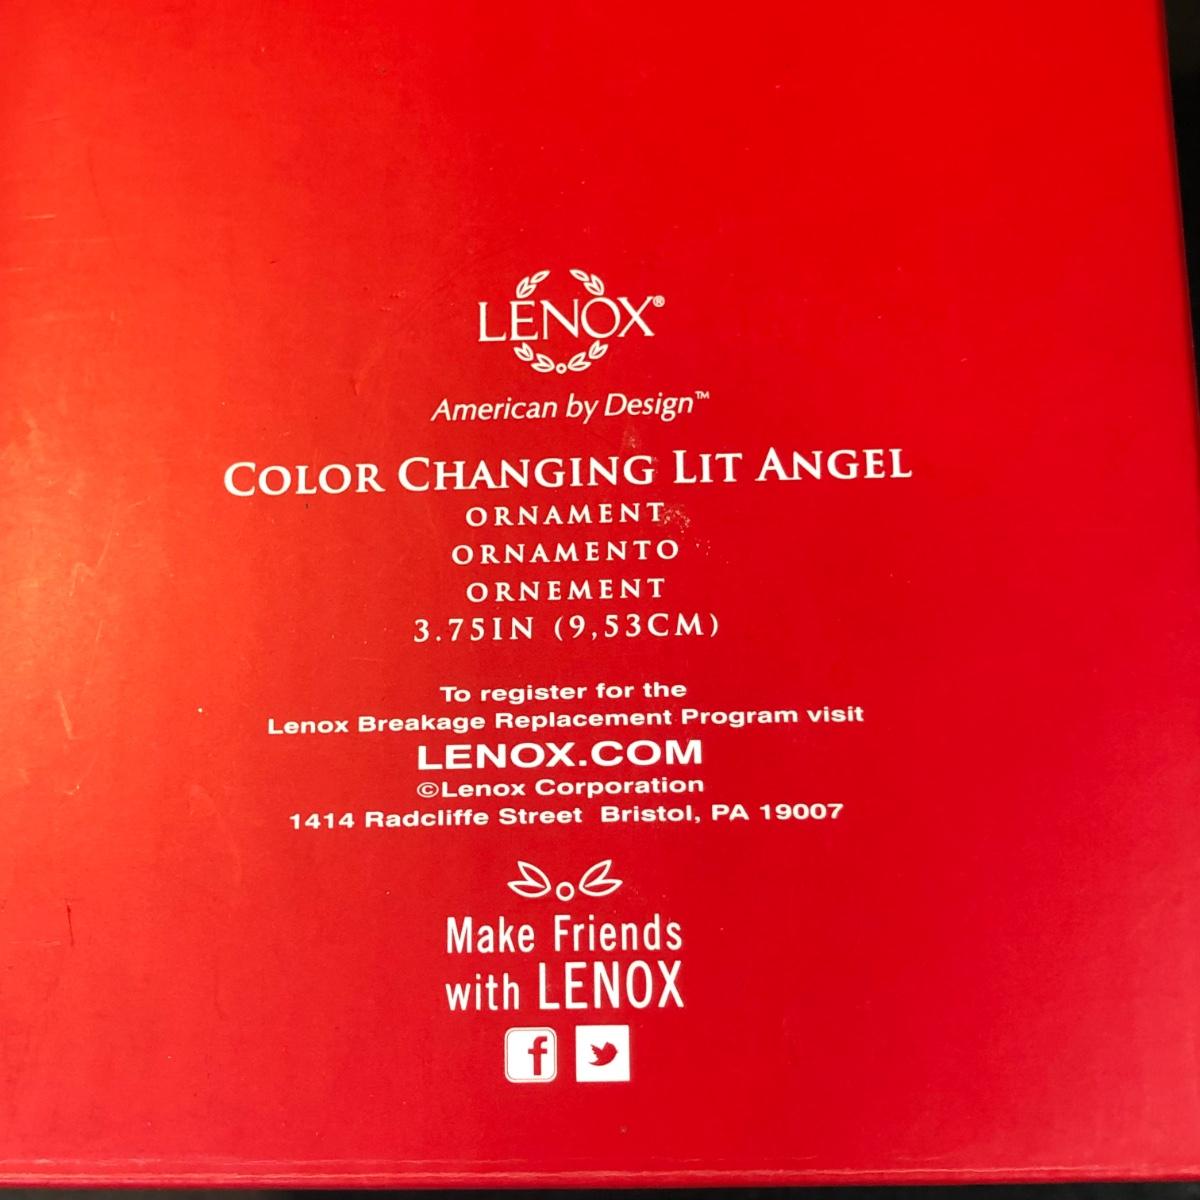 LENOX®
American by Design™
COLOR CHANGING LIT ANGEL
ORNAMENT
ORNAMENTO
ORNEMENT
3.75IN (9,53CM)
To register for the
Lenox Breakage Replacement Program visit
LENOX.COM
©Lenox Corporation
1414 Radcliffe Street Bristol, PA 19007
Make Friends
with LENOX
f